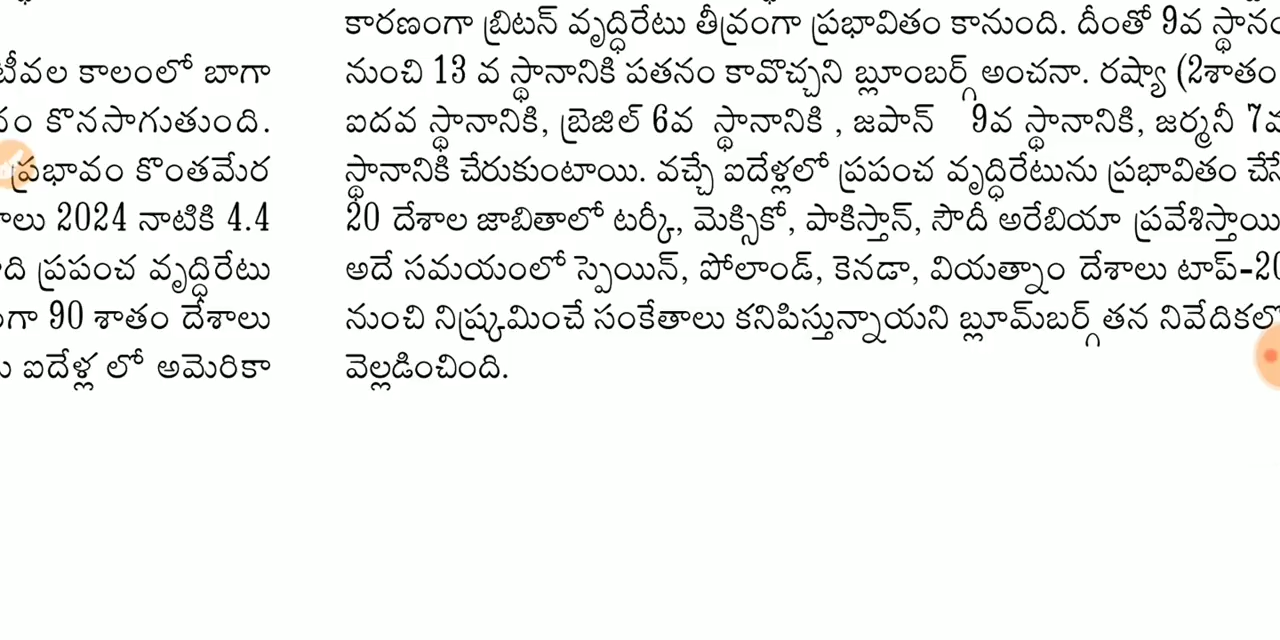 టీవల కాలంలో బాగా
కొనసాగుతుంది.
ప్రభావం కొంతమేర
2024 నాటికి 4.4
ప్రపంచ వృద్ధిరేటు
90 శాతం దేశాలు
ఐదేళ్ల లో అమెరికా
కారణంగా బ్రిటన్ వృద్ధిరేటు తీవ్రంగా ప్రభావితం కానుంది. దీంతో 9వ స్థానం
నుంచి 13 వ స్థానానికి పతనం కావొచ్చని బ్లూంబర్గ్ అంచనా. రష్యా (2శాతం
ఐదవ స్థానానికి, బ్రెజిల్ 6వ స్థానానికి , జపాన్ 9వ స్థానానికి, జర్మనీ 7వ
స్థానానికి చేరుకుంటాయి. వచ్చే ఐదేళ్లలో ప్రపంచ వృద్ధిరేటును ప్రభావితం చేసే
20 దేశాల జాబితాలో టర్కీ, మెక్సికో, పాకిస్తాన్, సౌదీ అరేబియా ప్రవేశిస్తాయి
అదే సమయంలో స్పెయిన్, పోలాండ్, కెనడా, వియత్నాం దేశాలు టాప్-20
నుంచి నిష్క్రమించే సంకేతాలు కనిపిస్తున్నాయని బ్లూమ్‌బర్గ్ తన నివేదికలో
వెల్లడించింది.